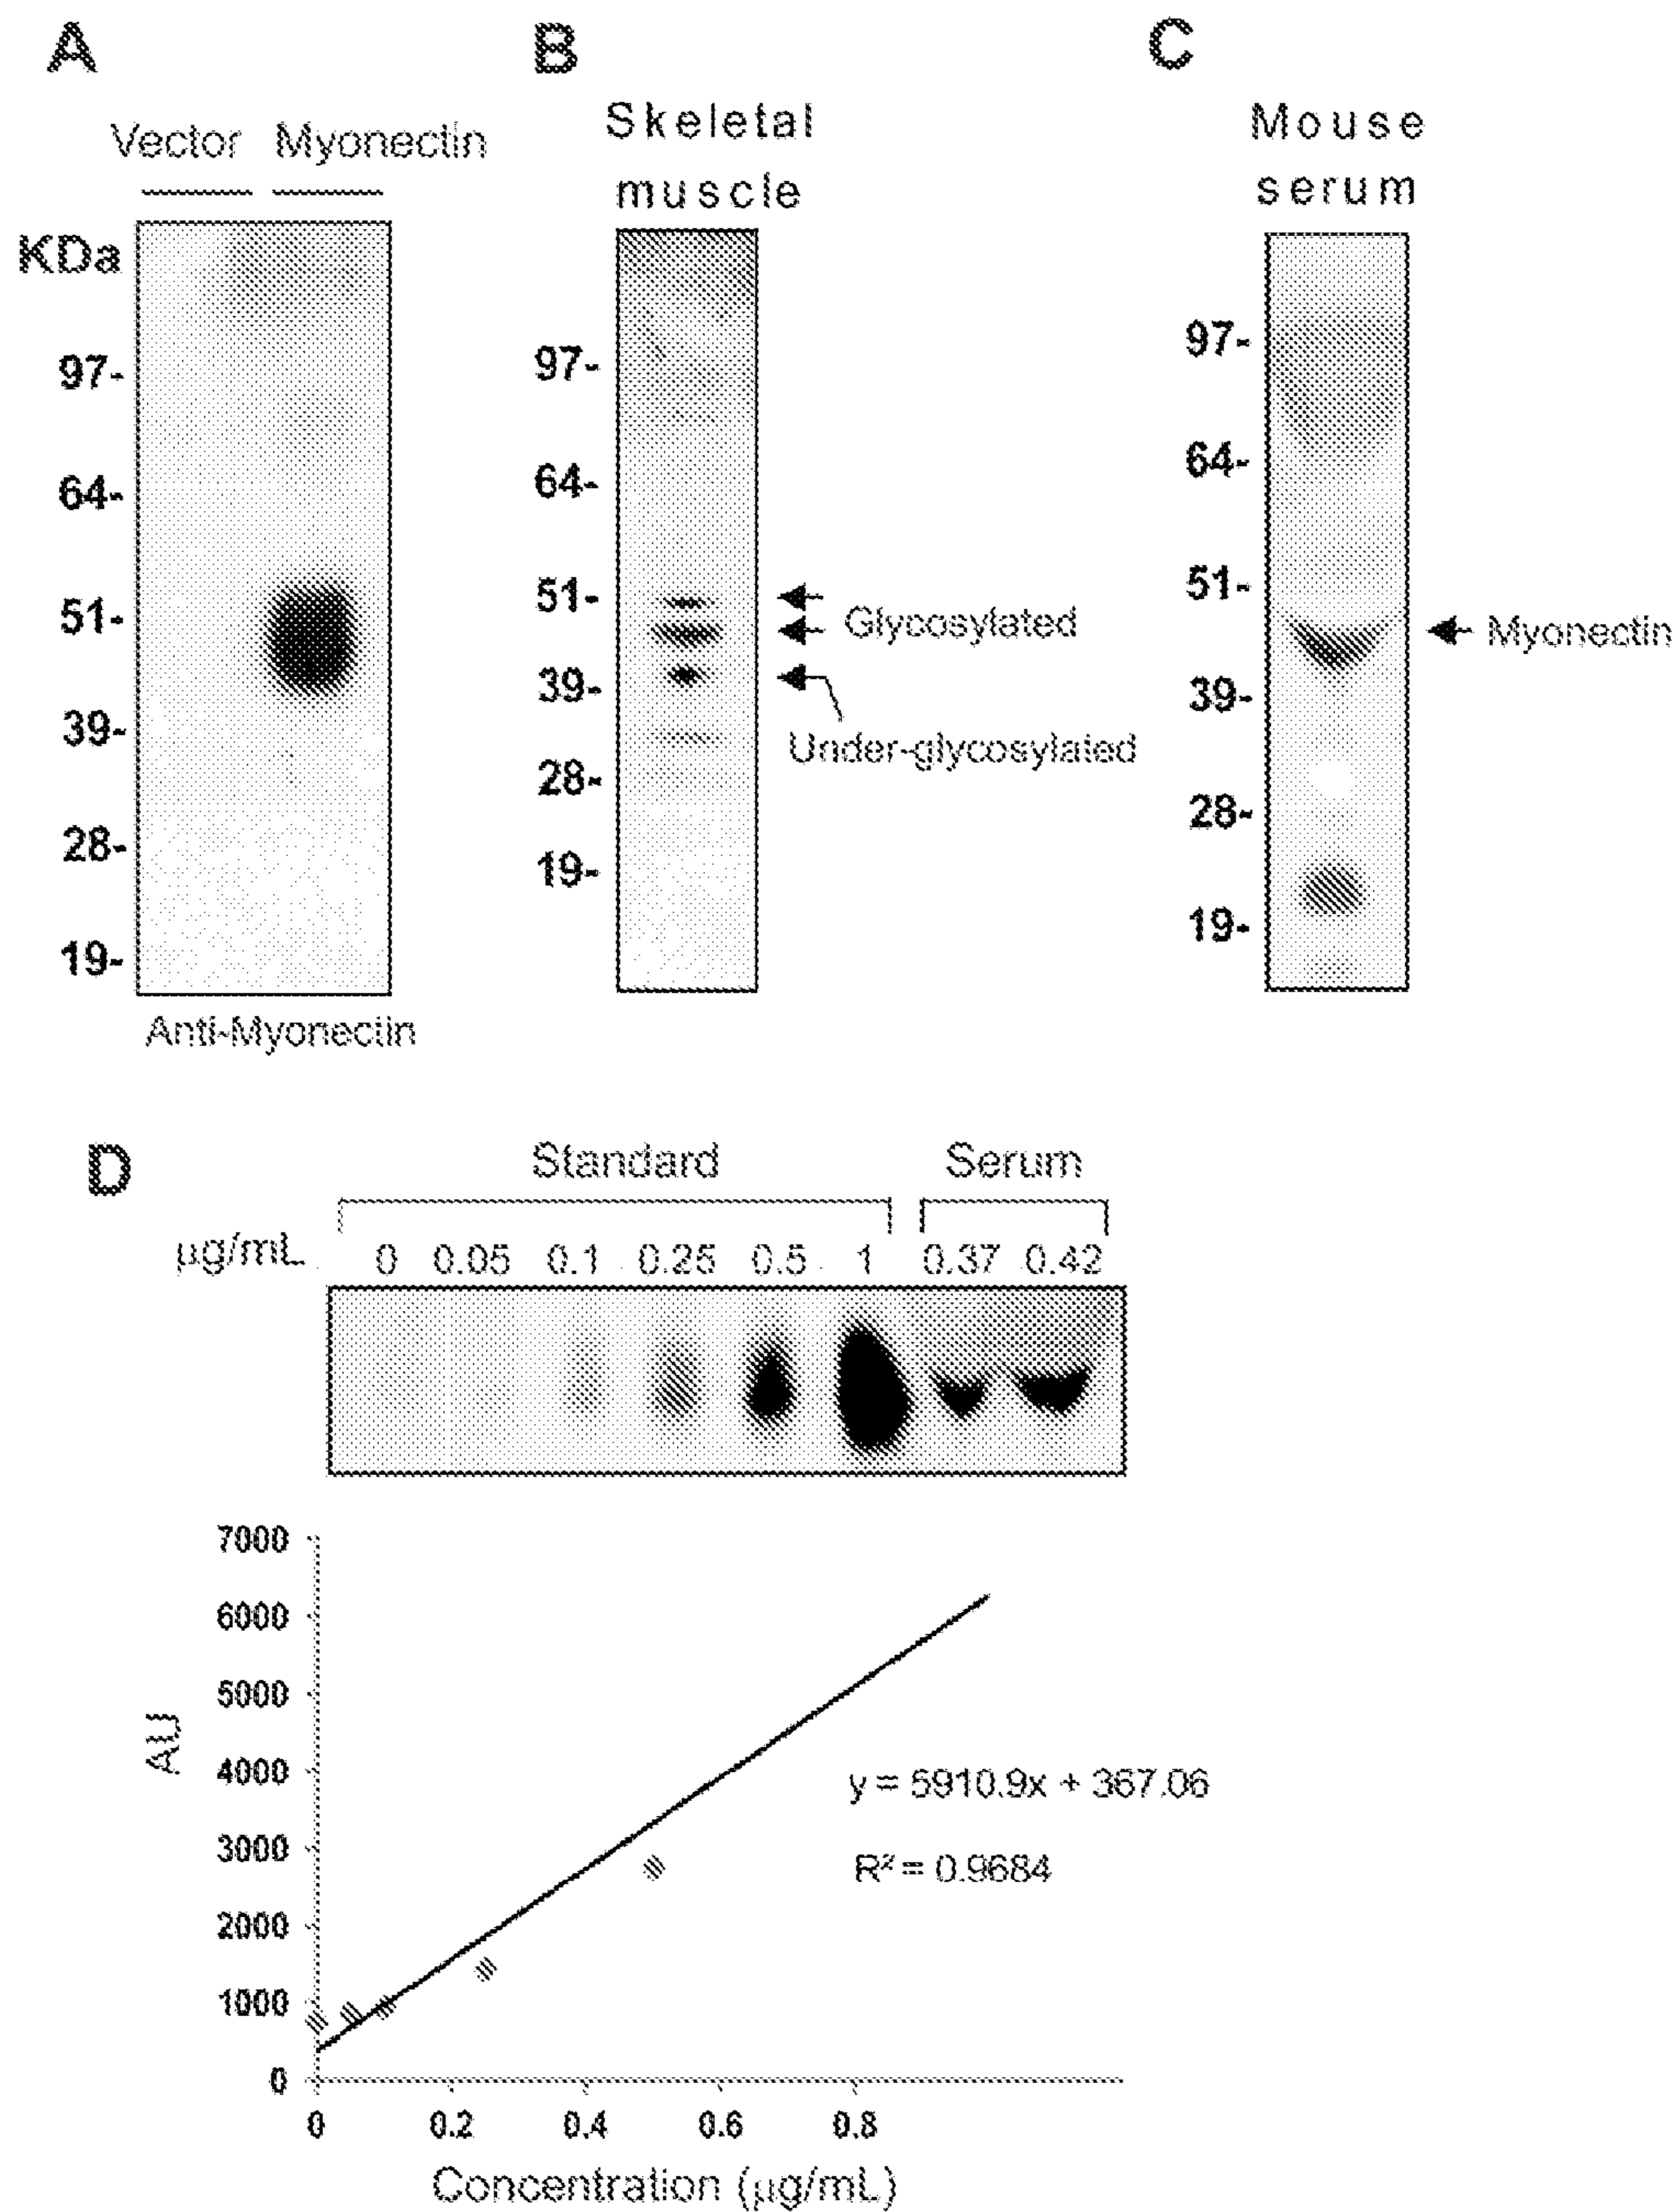 A
Vector Myonectin
KDa
97-
64-
51-
39-
28-
19-
Anti-Myonectin
B
Skeletal
muscle
97-
64-
51-
39-
28-
19-
Glycosylated
Under-glycosylated
C
Mouse
serum
97-
64-
51-
39-
28-
19-
Myonectin
D
Standard Serum
µg/mL 0 0.05 0.1 0.25 0.5 1 0.37 0.42
7000
6000
5000
4000
3000
2000
1000
0
AU
y = 5910.9x + 367.06
R² = 0.9684
0 0.2 0.4 0.6 0.8
Concentration (µg/mL)